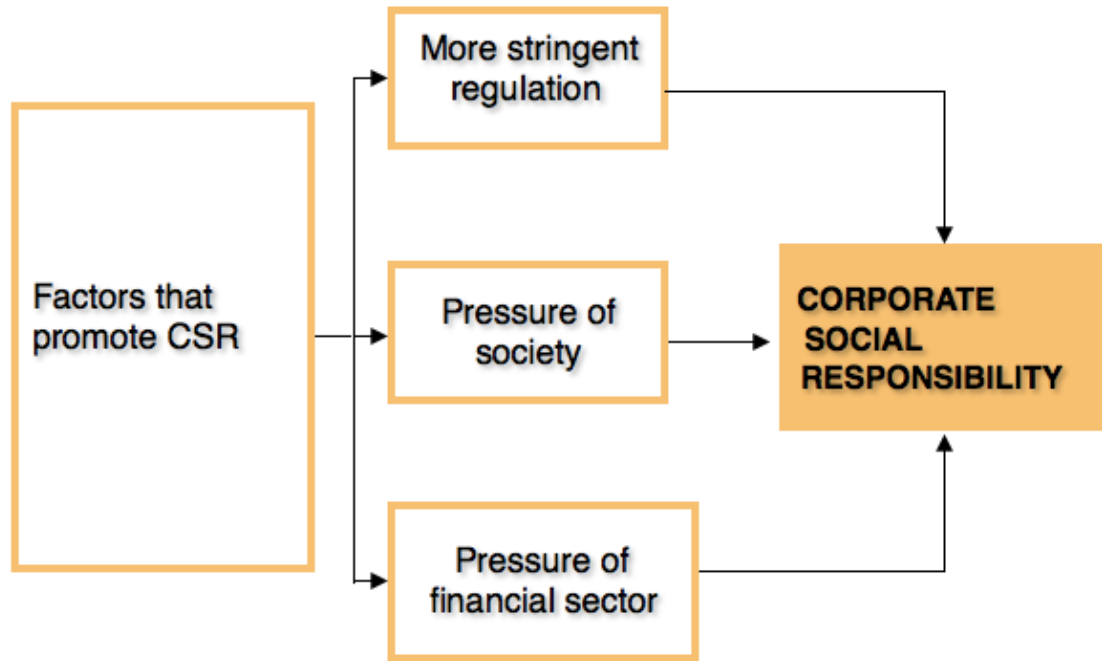 Factors that
promote CSR
More stringent
regulation
Pressure of
society
Pressure of
financial sector
CORPORATE
SOCIAL
RESPONSIBILITY